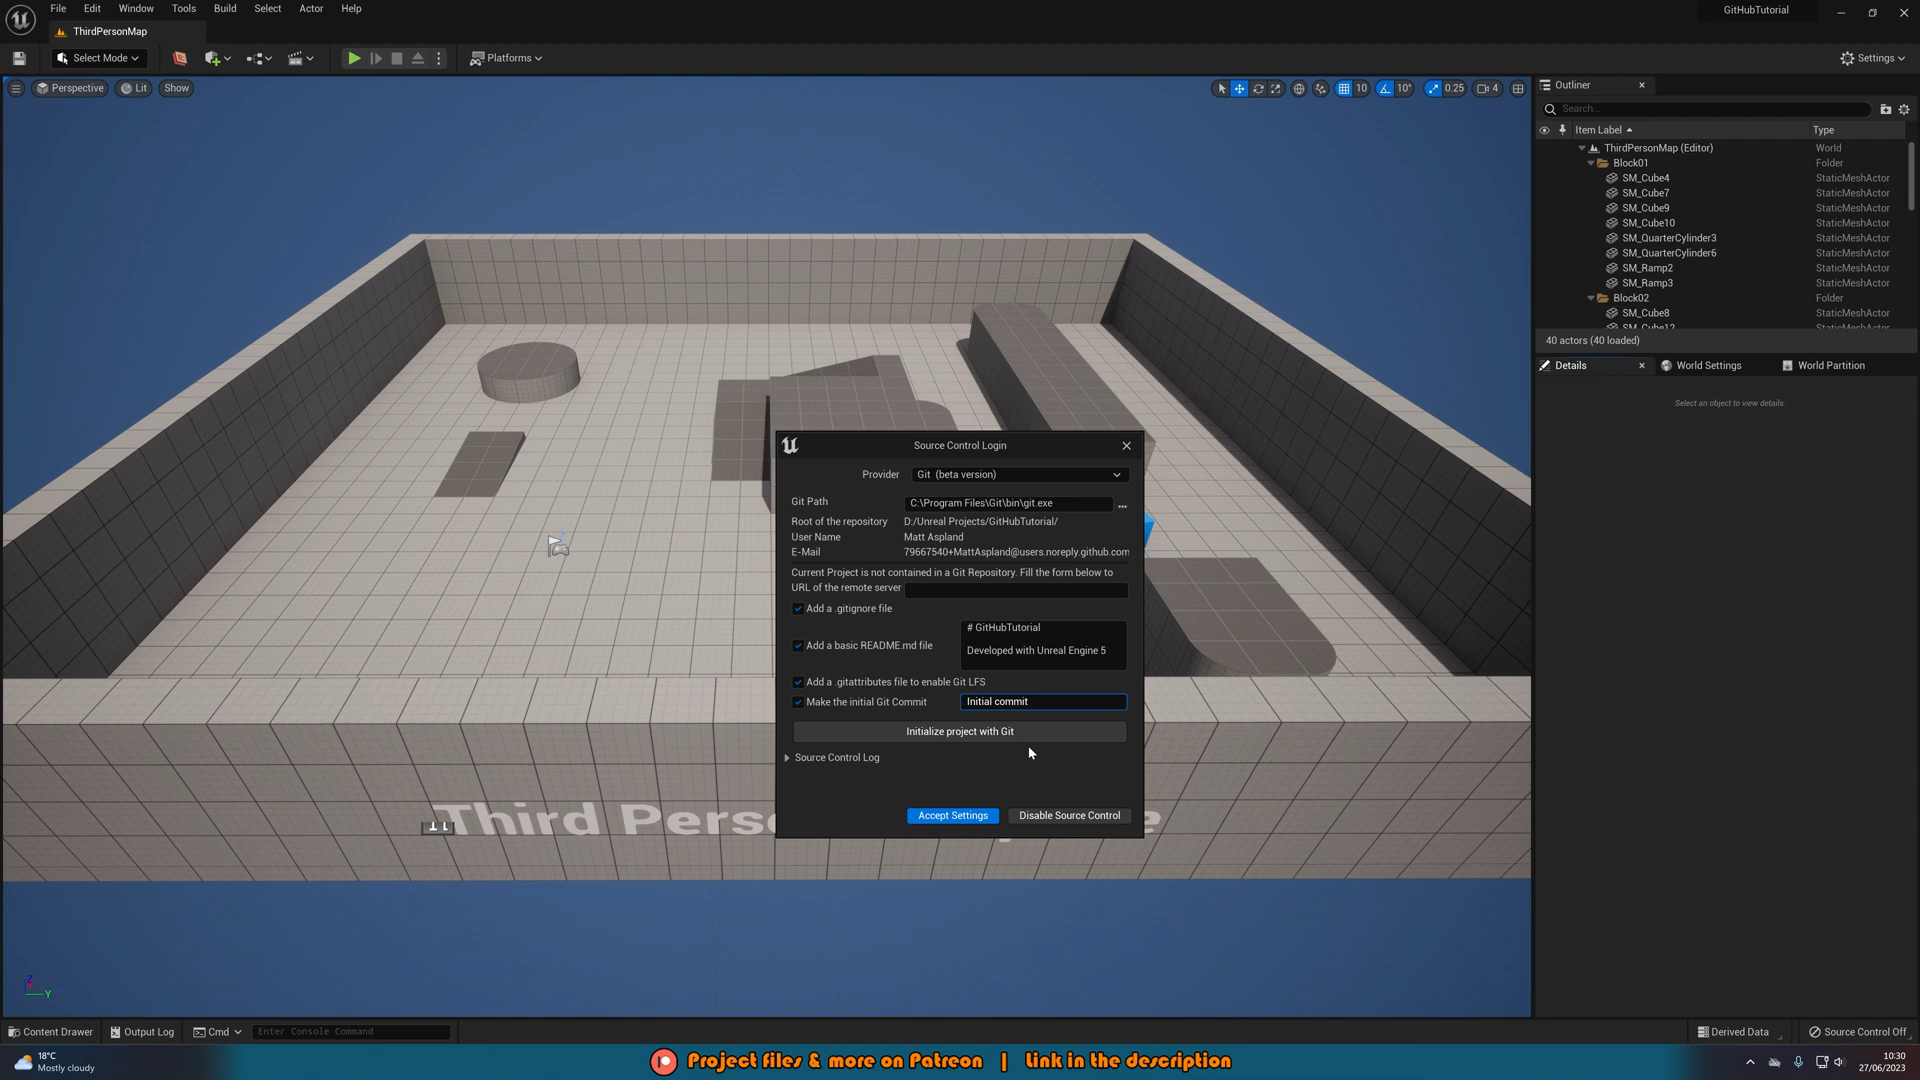 File Edit Window Tools Build Select Actor Help
GitHubTutorial
ThirdPersonMap
Select Mode
Platforms
Settings
Perspective Lit Show
10 10° 0.25 4
Outliner
Search...
Item Label Type
ThirdPersonMap (Editor) World
Block01 Folder
SM_Cube4 StaticMeshActor
SM_Cube7 StaticMeshActor
SM_Cube9 StaticMeshActor
SM_Cube10 StaticMeshActor
SM_QuarterCylinder3 StaticMeshActor
SM_QuarterCylinder6 StaticMeshActor
SM_Ramp2 StaticMeshActor
SM_Ramp3 StaticMeshActor
Block02 Folder
SM_Cube8 StaticMeshActor
SM_Cube12
40 actors (40 loaded)
Details World Settings World Partition
Select an object to view details.
Source Control Login
Provider Git (beta version)
Git Path C:\Program Files\Git\bin\git.exe ...
Root of the repository D:/Unreal Projects/GitHubTutorial/
User Name Matt Aspland
E-Mail 79667540+MattAspland@users.noreply.github.com
Current Project is not contained in a Git Repository. Fill the form below to
URL of the remote server
Add a .gitignore file
# GitHubTutorial
Add a basic README.md file
Developed with Unreal Engine 5
Add a .gitattributes file to enable Git LFS
Make the initial Git Commit Initial commit
Initialize project with Git
Source Control Log
Accept Settings Disable Source Control
Third Pers
Z
Y
Content Drawer Output Log Cmd Enter Console Command
Derived Data Source Control Off
18°C
Mostly cloudy
Project files & more on Patreon | Link in the description
10:30
27/06/2023